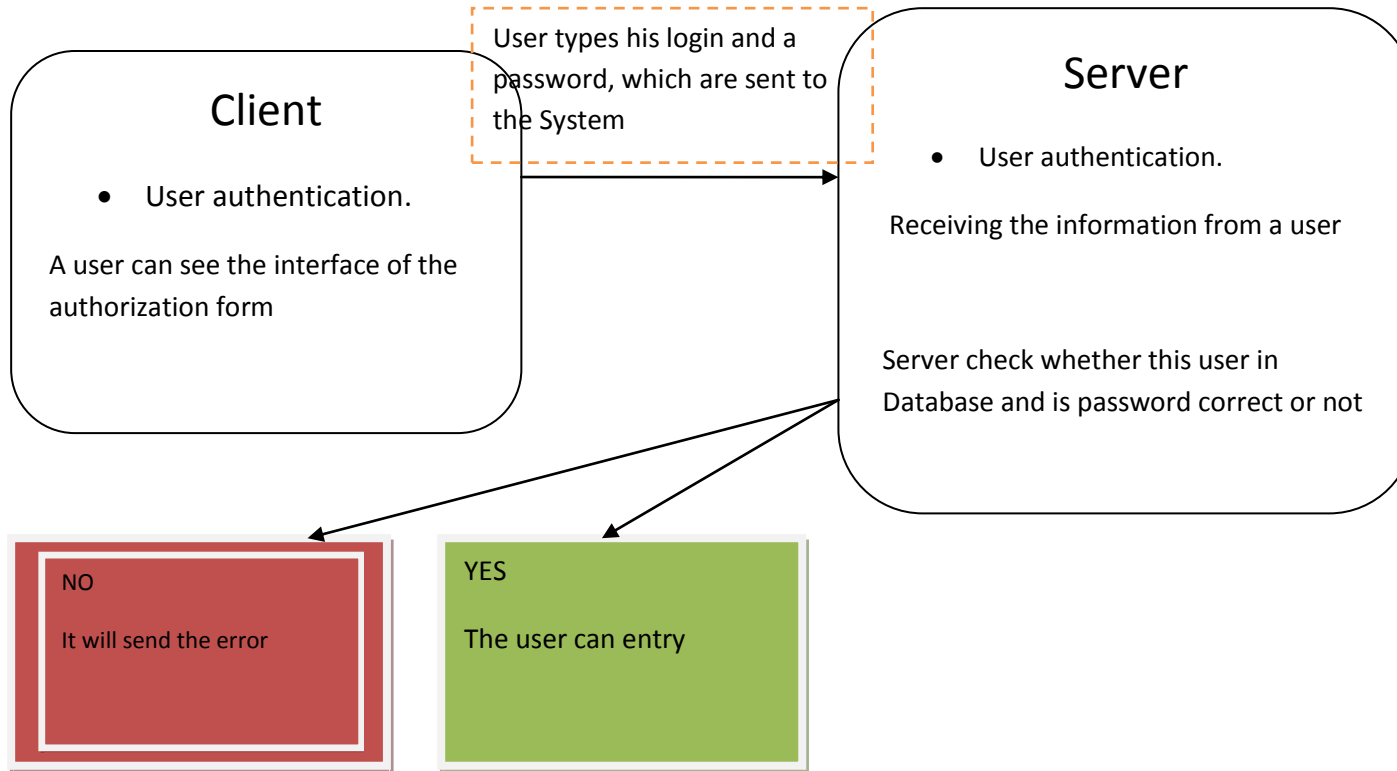 Client
• User authentication.
A user can see the interface of the
authorization form
User types his login and a
password, which are sent to
the System
Server
• User authentication.
Receiving the information from a user
Server check whether this user in
Database and is password correct or not
NO
It will send the error
YES
The user can entry